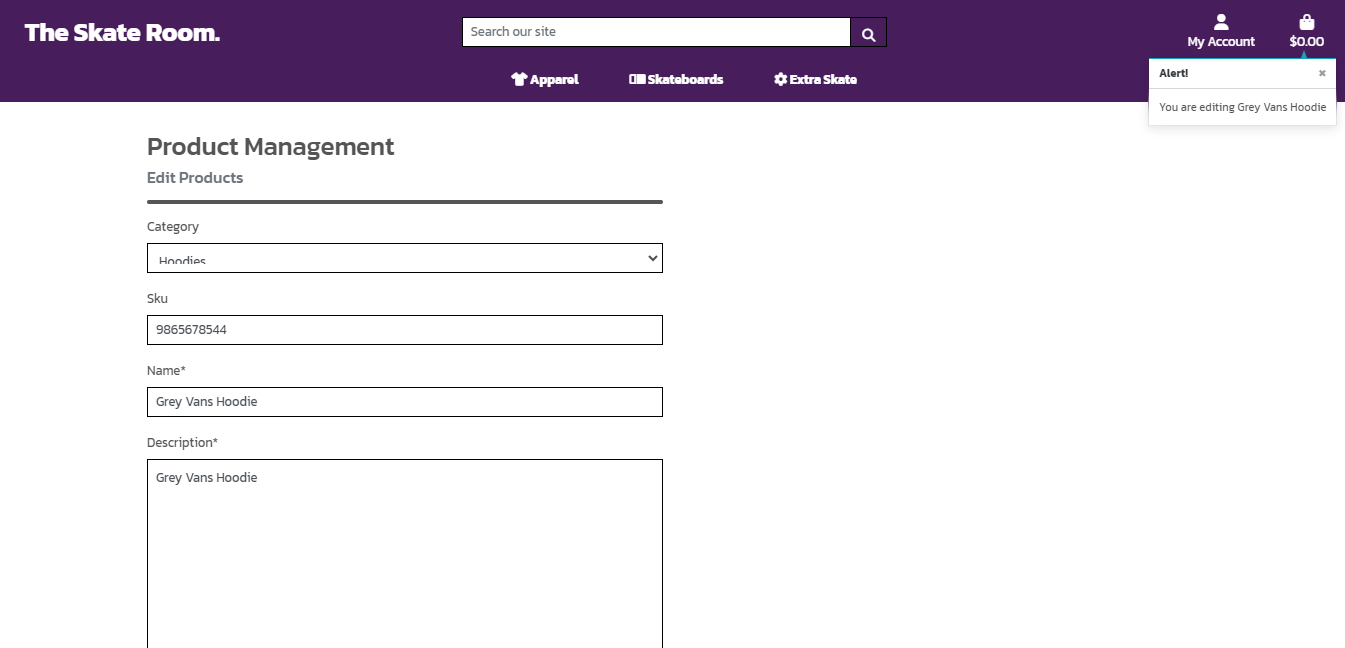 The Skate Room.
Search our site
My Account
$0.00
Apparel
Skateboards
Extra Skate
Alert!
×
You are editing Grey Vans Hoodie
Product Management
Edit Products
Category
Hoodies
Sku
9865678544
Name*
Grey Vans Hoodie
Description*
Grey Vans Hoodie